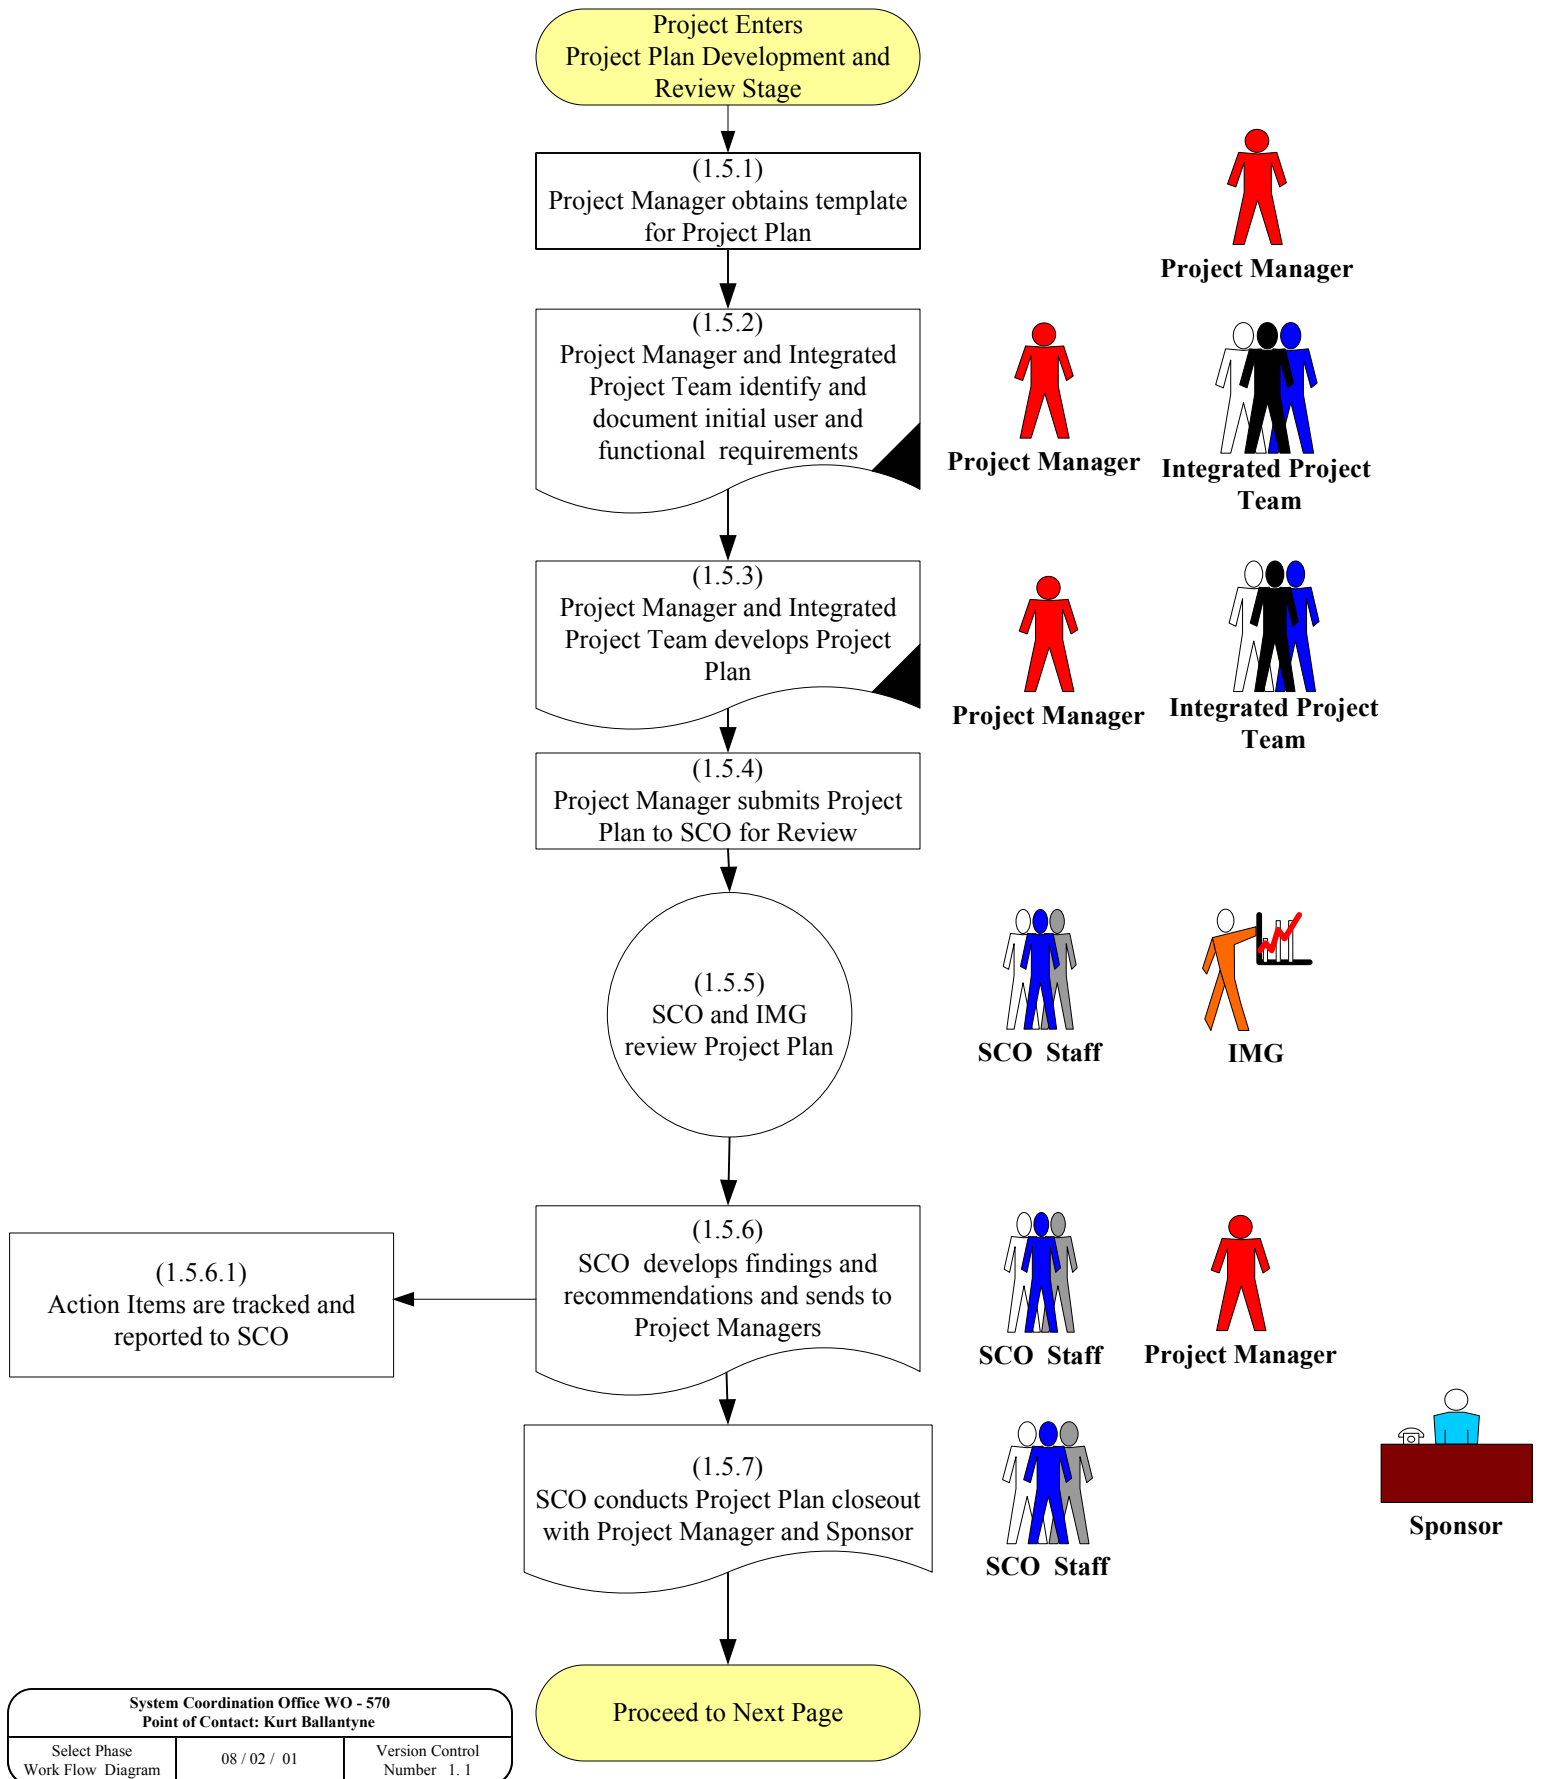 Project Enters
Project Plan Development and
Review Stage
(1.5.1)
Project Manager obtains template
for Project Plan
Project Manager
(1.5.2)
Project Manager and Integrated
Project Team identify and
document initial user and
functional requirements
Project Manager
Integrated Project
Team
(1.5.3)
Project Manager and Integrated
Project Team develops Project
Plan
Project Manager
Integrated Project
Team
(1.5.4)
Project Manager submits Project
Plan to SCO for Review
(1.5.5)
SCO and IMG
review Project Plan
SCO Staff
IMG
(1.5.6)
SCO develops findings and
recommendations and sends to
Project Managers
SCO Staff
Project Manager
(1.5.6.1)
Action Items are tracked and
reported to SCO
(1.5.7)
SCO conducts Project Plan closeout
with Project Manager and Sponsor
SCO Staff
Sponsor
Proceed to Next Page
System Coordination Office WO - 570
Point of Contact: Kurt Ballantyne
Select Phase
Work Flow Diagram
08 / 02 / 01
Version Control
Number 1. 1